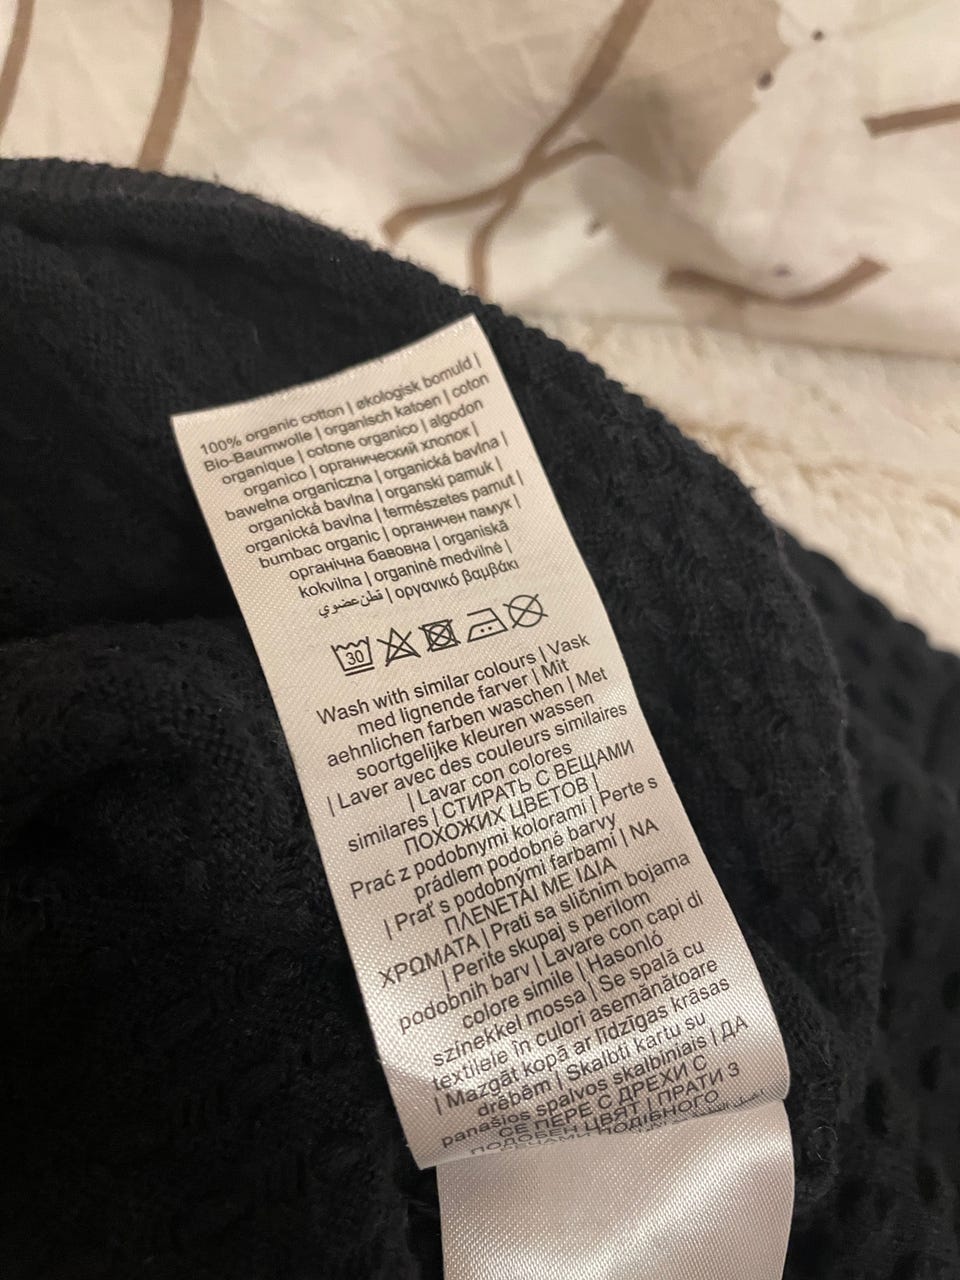 100% organic cotton | økologisk bomuld |
Bio-Baumwolle | organisch katoen | coton
organique | cotone organico | algodon
organico | органический хлопок |
bawełna organiczna | organická bavlna |
organická bavlna | organski pamuk |
organická bavlna | természetes pamut |
bumbac organic | органичен памук |
органічна бавовна | organiskā
kokvilna | organinė medvilnė |
قطن عضوي | οργανικό βαμβάκι
30
Wash with similar colours | Vask
med lignende farver | Mit
aehnlichen farben waschen | Met
soortgelijke kleuren wassen
| Laver avec des couleurs similaires
| Lavar con colores
similares | СТИРАТЬ С ВЕЩАМИ
ПОХОЖИХ ЦВЕТОВ |
Prać z podobnymi kolorami | Perte s
prádlem podobné barvy
| Prať s podobnými farbami | NA
ΠΛΕΝΕΤΑΙ ΜΕ ΙΔΙΑ
ΧΡΩΜΑΤΑ | Prati sa sličnim bojama
| Perite skupaj s perilom
podobnih barv | Lavare con capi di
colore simile | Hasonló
színekkel mossa | Se spală cu
textilele în culori asemănătoare
| Mazgāt kopā ar līdzīgas krāsas
drēbēm | Skalbti kartu su
panašios spalvos skalbiniais | ДА
СЕ ПЕРЕ С ДРЕХИ С
ПОДОБЕН ЦВЯТ | ПРАТИ З
РЕЧАМИ ПОДІБНОГО